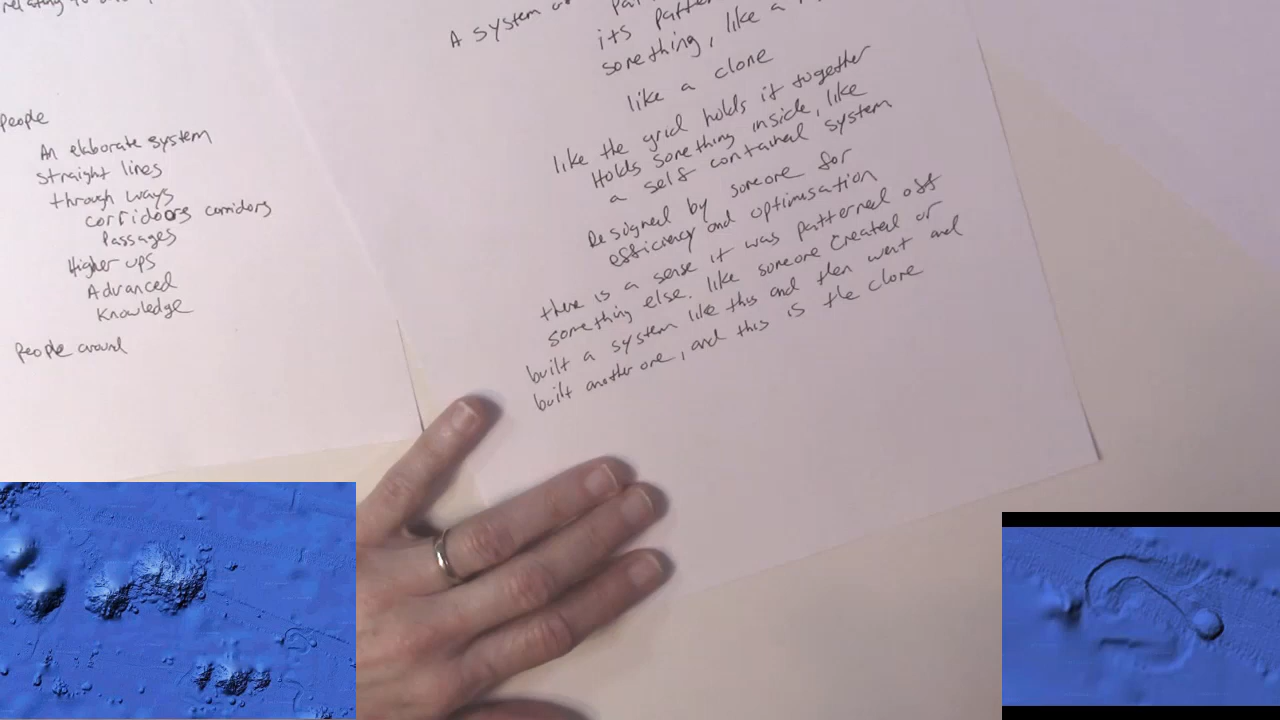 relating to
People
An elaborate system
straight lines
through ways
corridoors corridors
Passages
Higher ups
Advanced
Knowledge
People around
A system
its
something, like a
like a clone
like the grid holds it together
Holds something inside, like
a self contained system
Designed by someone for
efficiency and optimisation
there is a sense it was patterned off
something else. like someone created or
built a system like this and then went and
built another one, and this is the clone